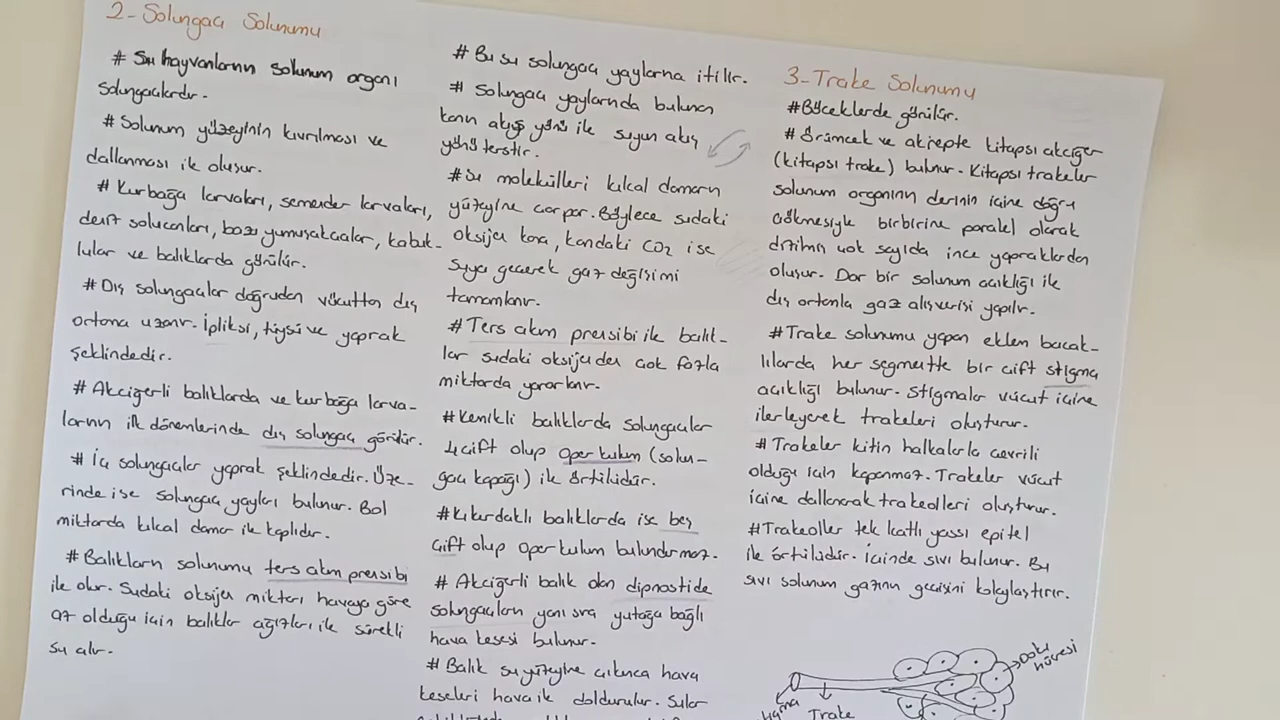 2- Solungaç Solunumu
# Su hayvanlarının solunum organı
solungaçlardır.
# Solunum yüzeyinin kıvrılması ve
dallanması ile oluşur.
# Kurbağa larvaları, semender larvaları,
deniz solucanları, bazı yumuşakçalar, kabuk-
lular ve balıklarda görülür.
# Dış solungaçlar doğrudan vücuttan dış
ortama uzanır. İpliksi, tüysü ve yaprak
şeklindedir.
# Akciğerli balıklarda ve kurbağa larva-
larının ilk dönemlerinde dış solungaç görülür.
# İç solungaçlar yaprak şeklindedir. Üze-
rinde ise solungaç yayları bulunur. Bol
miktarda kılcal damar ile kaplıdır.
# Balıkların solunumu ters akım prensibi
ile olur. Sudaki oksijen miktarı havaya göre
az olduğu için balıklar ağızları ile sürekli
su alır.
# Bu su solungaç yaylarına itilir.
# Solungaç yaylarında bulunan
kanın akış yönü ile suyun akış
yönü terstir.
# Su molekülleri kılcal damarın
yüzeyine çarpar. Böylece sudaki
oksijen kana, kandaki CO2 ise
suya geçerek gaz değişimi
tamamlanır.
# Ters akım prensibi ile balık-
lar sudaki oksijenden çok fazla
miktarda yararlanır.
# Kemikli balıklarda solungaçlar
4 çift olup operkulum (solun-
gaç kapağı) ile örtülüdür.
# Kıkırdaklı balıklarda ise beş
çift olup operkulum bulundurmaz.
# Akciğerli balık olan dipnoside
solungaçların yanı sıra yutağa bağlı
hava kesesi bulunur.
# Balık su yüzeyine çıkınca hava
keseleri hava ile doldurulur. Sular
3- Trake Solunumu
# Böceklerde görülür.
# Örümcek ve akrepte kitapsı akciğer
(kitapsı trake) bulunur. Kitapsı trakeler
solunum organının derinin içine doğru
çökmesiyle birbirine paralel olarak
dizilmiş çok sayıda ince yapraklardan
oluşur. Dar bir solunum açıklığı ile
dış ortamla gaz alışverisi yapılır.
# Trake solunumu yapan eklem bacak-
lılarda her segmentte bir çift stigma
açıklığı bulunur. Stigmalar vücut içine
ilerleyerek trakeleri oluşturur.
# Trakeler kitin halkalarla çevrili
olduğu için kapanmaz. Trakeler vücut
içine dallanarak trakeolleri oluşturur.
# Trakeoller tek katlı yassı epitel
ile örtülüdür. İçinde sıvı bulunur. Bu
sıvı solunum gazının geçişini kolaylaştırır.
Doku
hücresi
Stigma
Trake